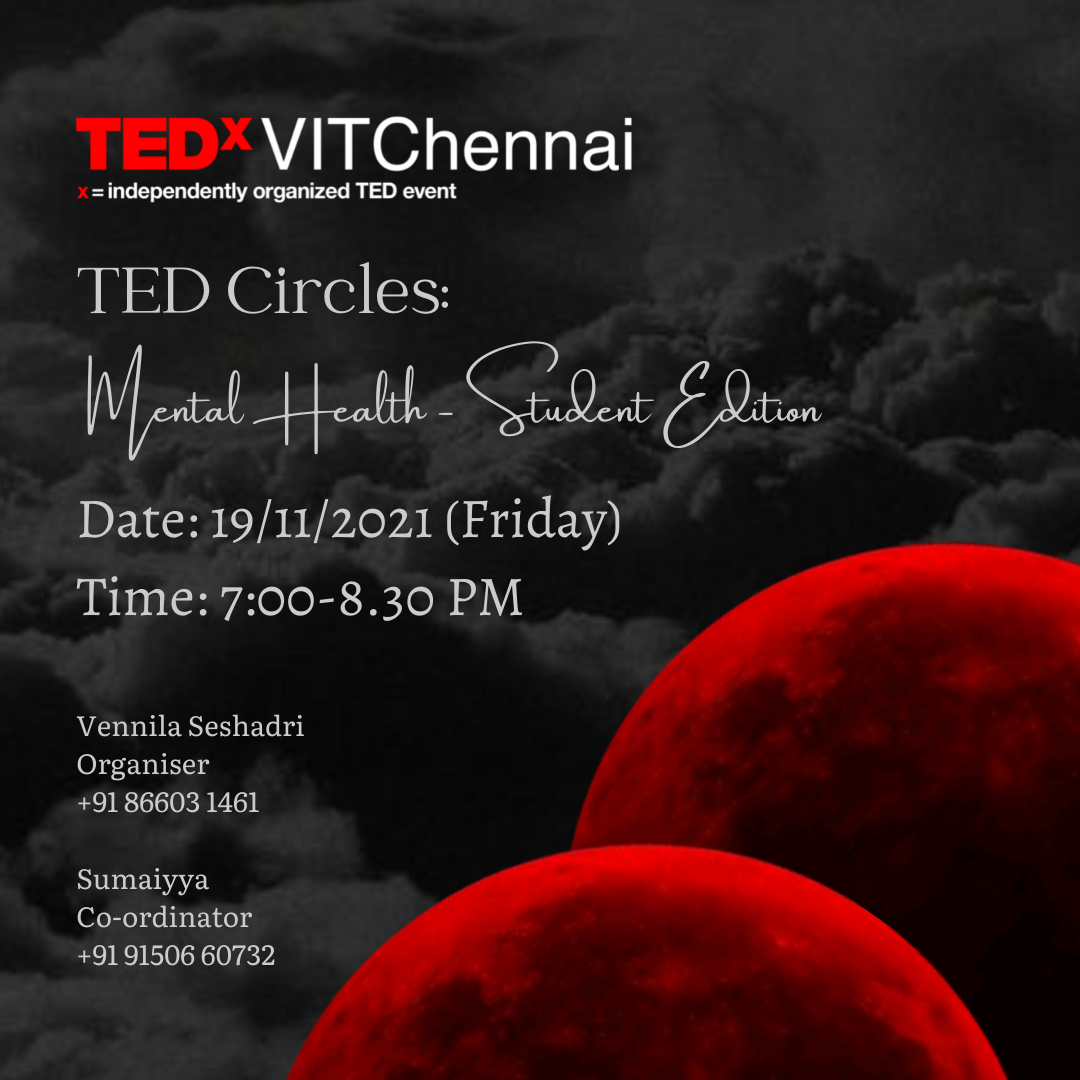 TEDx VITChennai
x = independently organized TED event
TED Circles:
Mental Health - Student Edition
Date: 19/11/2021 (Friday)
Time: 7:00-8.30 PM
Vennila Seshadri
Organiser
+91 86603 1461
Sumaiyya
Co-ordinator
+91 91506 60732